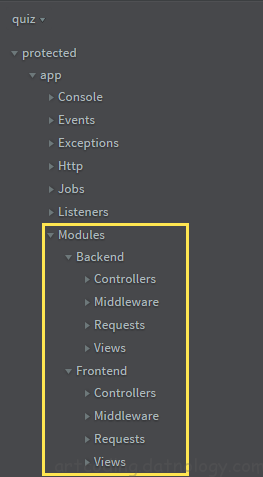 quiz
protected
app
Console
Events
Exceptions
Http
Jobs
Listeners
Modules
Backend
Controllers
Middleware
Requests
Views
Frontend
Controllers
Middleware
Requests
Views